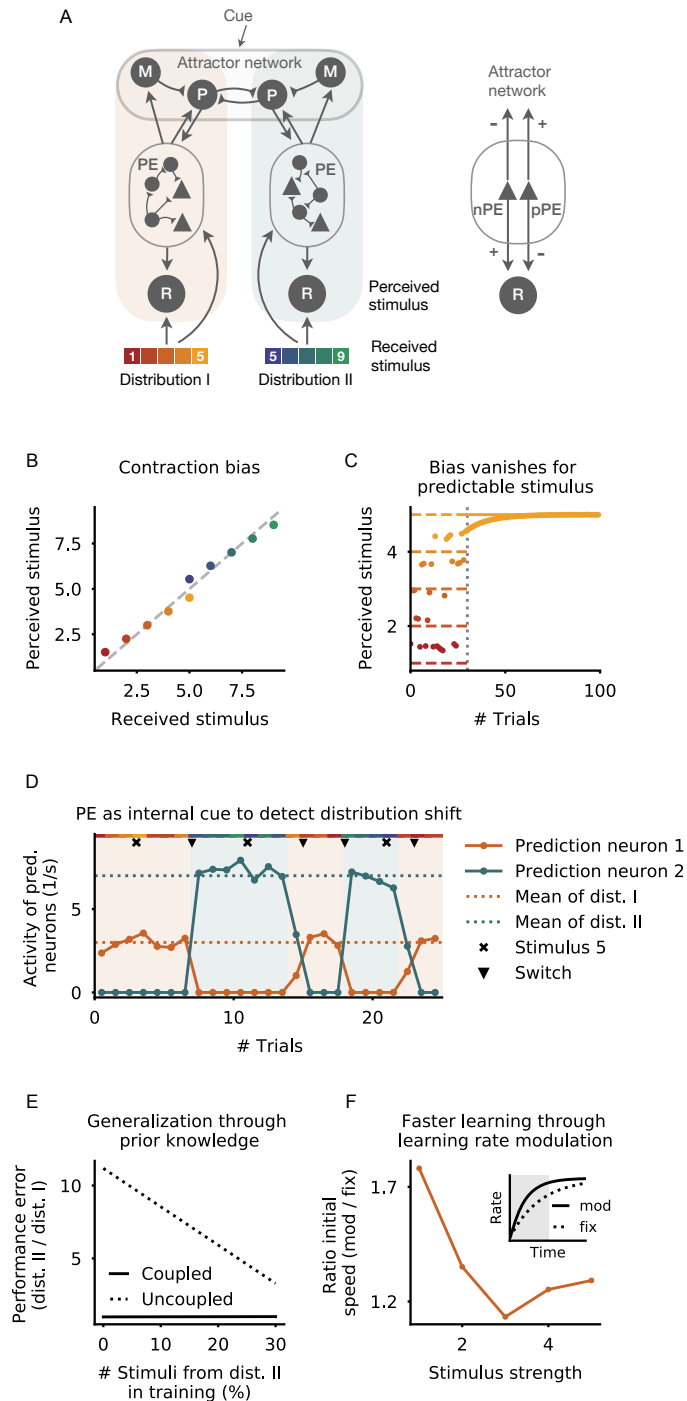 A
Cue
Attractor network
M
P
P
M
PE
PE
R
R
Perceived
stimulus
Received
stimulus
1
5
5
9
Distribution I
Distribution II
Attractor
network
-
+
nPE
pPE
+
-
R
B
Contraction bias
Perceived stimulus
7.5
5.0
2.5
2.5
5.0
7.5
Received stimulus
C
Bias vanishes for
predictable stimulus
Perceived stimulus
4
2
0
50
100
# Trials
D
PE as internal cue to detect distribution shift
Activity of pred.
neurons (1/s)
5
0
0
10
20
# Trials
Prediction neuron 1
Prediction neuron 2
Mean of dist. I
Mean of dist. II
Stimulus 5
Switch
E
Generalization through
prior knowledge
Performance error
(dist. II / dist. I)
10
5
Coupled
Uncoupled
0
10
20
30
# Stimuli from dist. II
in training (%)
F
Faster learning through
learning rate modulation
Ratio initial
speed (mod / fix)
1.7
1.2
Rate
mod
fix
Time
2
4
Stimulus strength